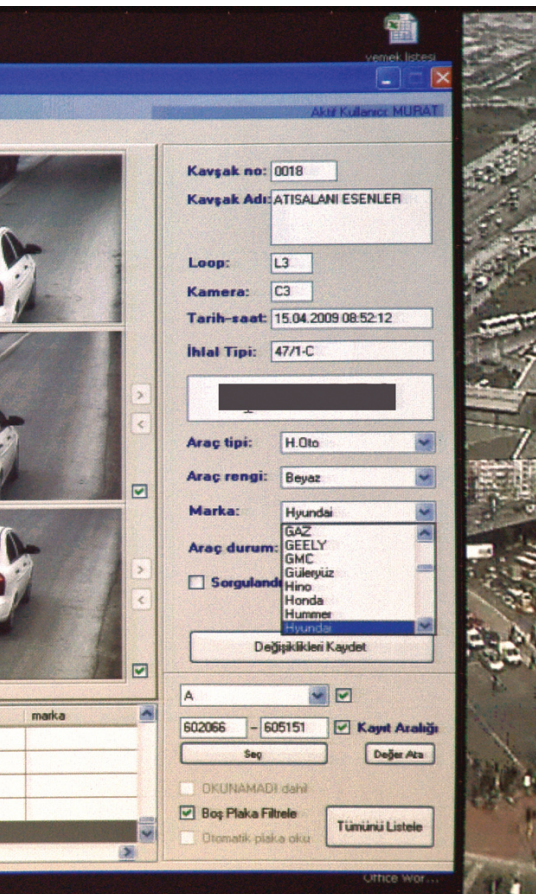 yemek listesi
Aktif Kullanıcı: MURAT
Kavşak no: 0018
Kavşak Adı: ATISALANI ESENLER
Loop: L3
Kamera: C3
Tarih-saat: 15.04.2009 08:52:12
İhlal Tipi: 47/1-C
Araç tipi: H.Oto
Araç rengi: Beyaz
Marka: Hyundai
GAZ
Araç durum: GEELY
GMC
Güleryüz
Sorgulandı Hino
Honda
Hummer
Hyundai
Değişiklikleri Kaydet
A
602066 - 605151 Kayıt Aralığı
marka
Seç Değer Ata
OKUNAMADI dahil
Boş Plaka Filtrele
Tümünü Listele
Otomatik plaka oku
Office Wor...